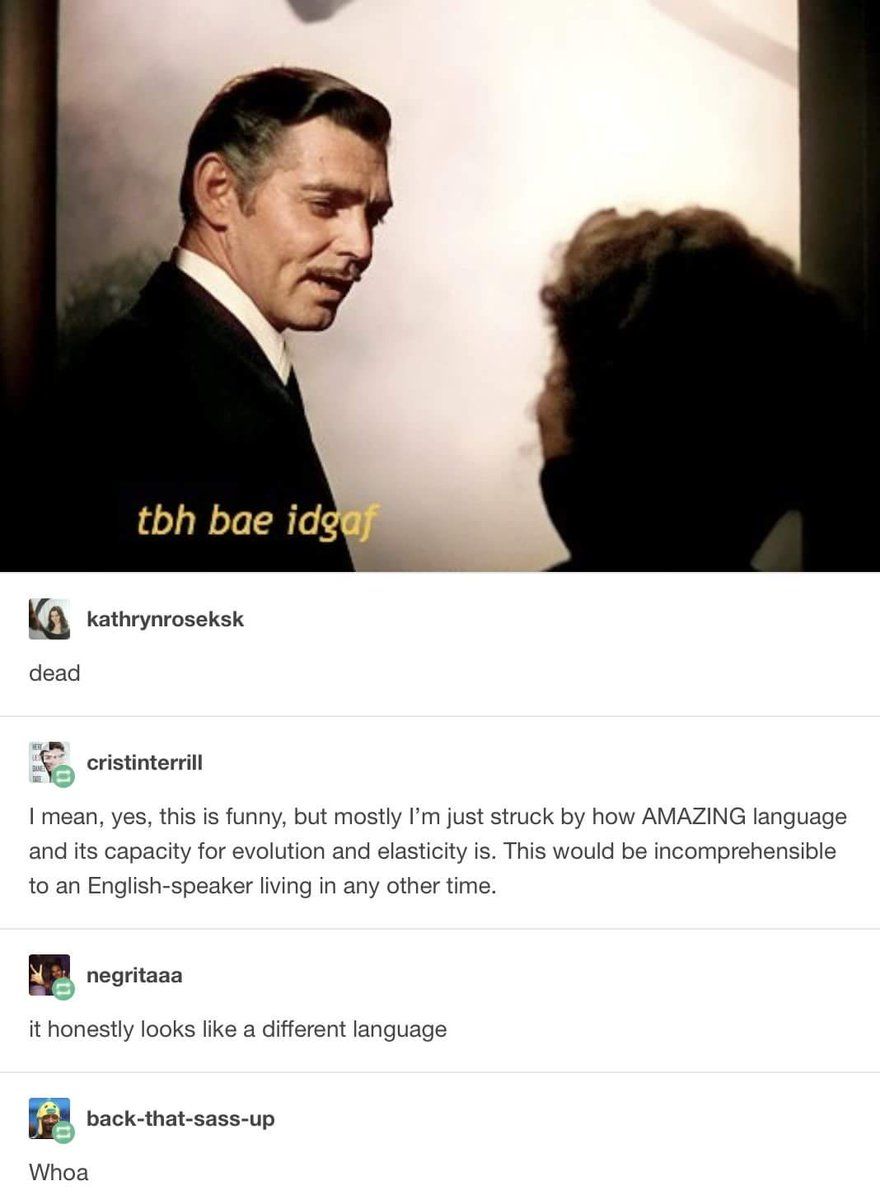 tbh bae idgaf
kathrynroseksk
dead
cristinterrill
I mean, yes, this is funny, but mostly I'm just struck by how AMAZING language
and its capacity for evolution and elasticity is. This would be incomprehensible
to an English-speaker living in any other time.
negritaaa
it honestly looks like a different language
back-that-sass-up
Whoa